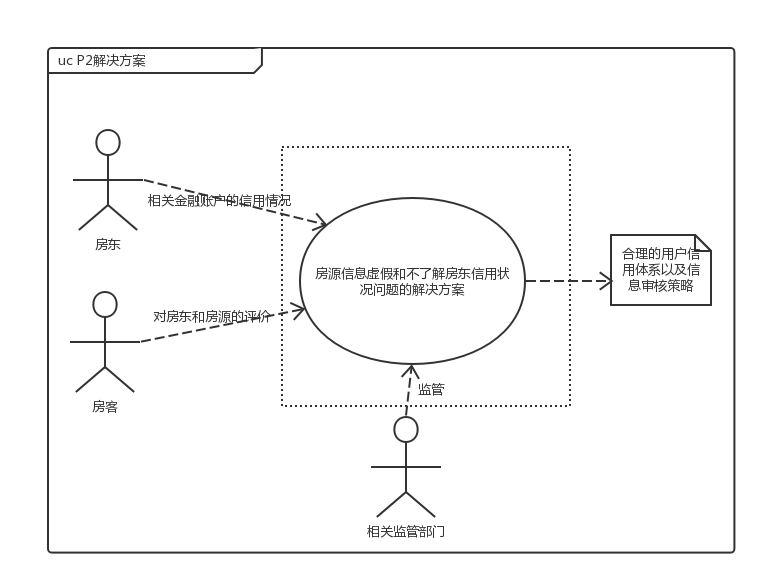 uc P2解决方案
相关金融账户的信用情况
房东
合理的用户信
用体系以及信
息审核策略
房源信息虚假和不了解房东信用状
况问题的解决方案
对房东和房源的评价
房客
监管
相关监管部门